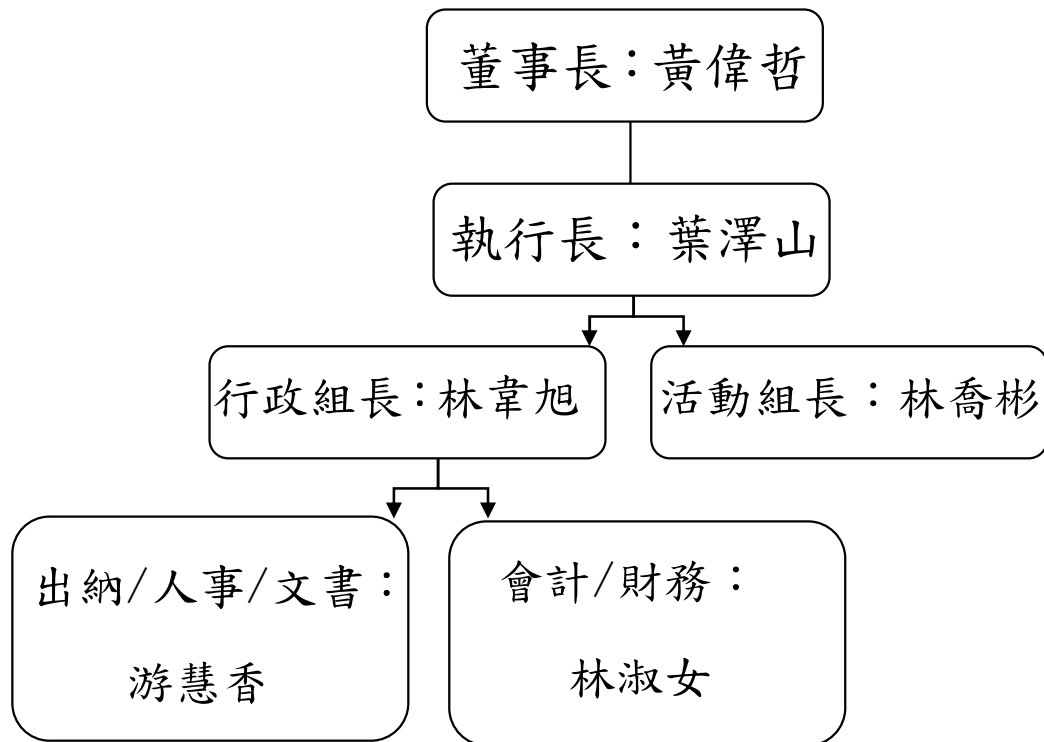 董事長：黃偉哲
執行長：葉澤山
行政組長：林韋旭
活動組長：林喬彬
出納/人事/文書：
游慧香
會計/財務：
林淑女